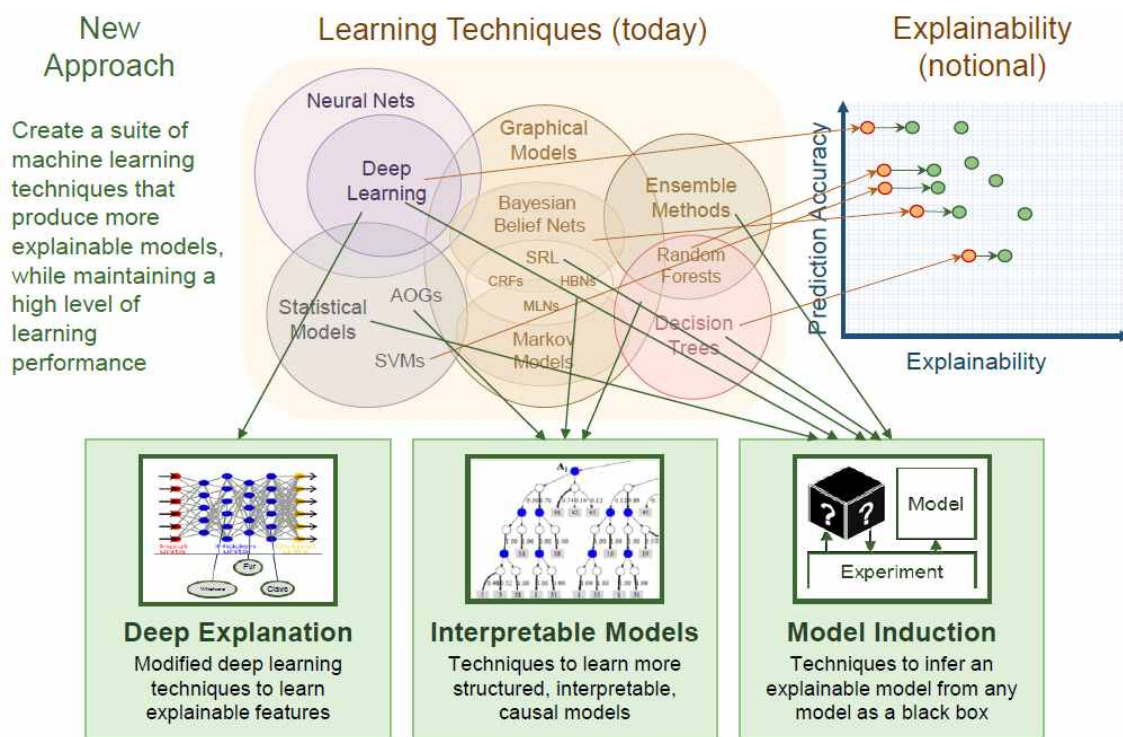 New
Approach
Create a suite of
machine learning
techniques that
produce more
explainable models,
while maintaining a
high level of
learning
performance
Learning Techniques (today)
Neural Nets
Deep
Learning
Graphical
Models
Bayesian
Belief Nets
SRL
CRFs
HBNs
MLNs
Markov
Models
Ensemble
Methods
Random
Forests
Decision
Trees
Statistical
Models
AOGs
SVMs
Explainability
(notional)
Prediction Accuracy
Explainability
Fur
Deep Explanation
Modified deep learning
techniques to learn
explainable features
Interpretable Models
Techniques to learn more
structured, interpretable,
causal models
? ?
Model
Experiment
Model Induction
Techniques to infer an
explainable model from any
model as a black box